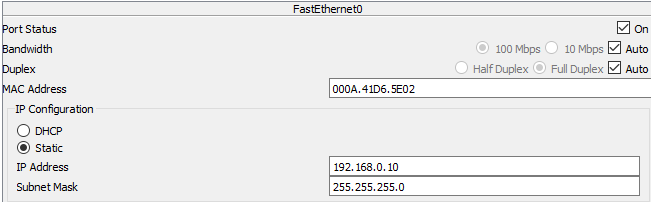 FastEthernet0
Port Status On
Bandwidth 100 Mbps 10 Mbps Auto
Duplex Half Duplex Full Duplex Auto
MAC Address 000A.41D6.5E02
IP Configuration
DHCP
Static
IP Address 192.168.0.10
Subnet Mask 255.255.255.0